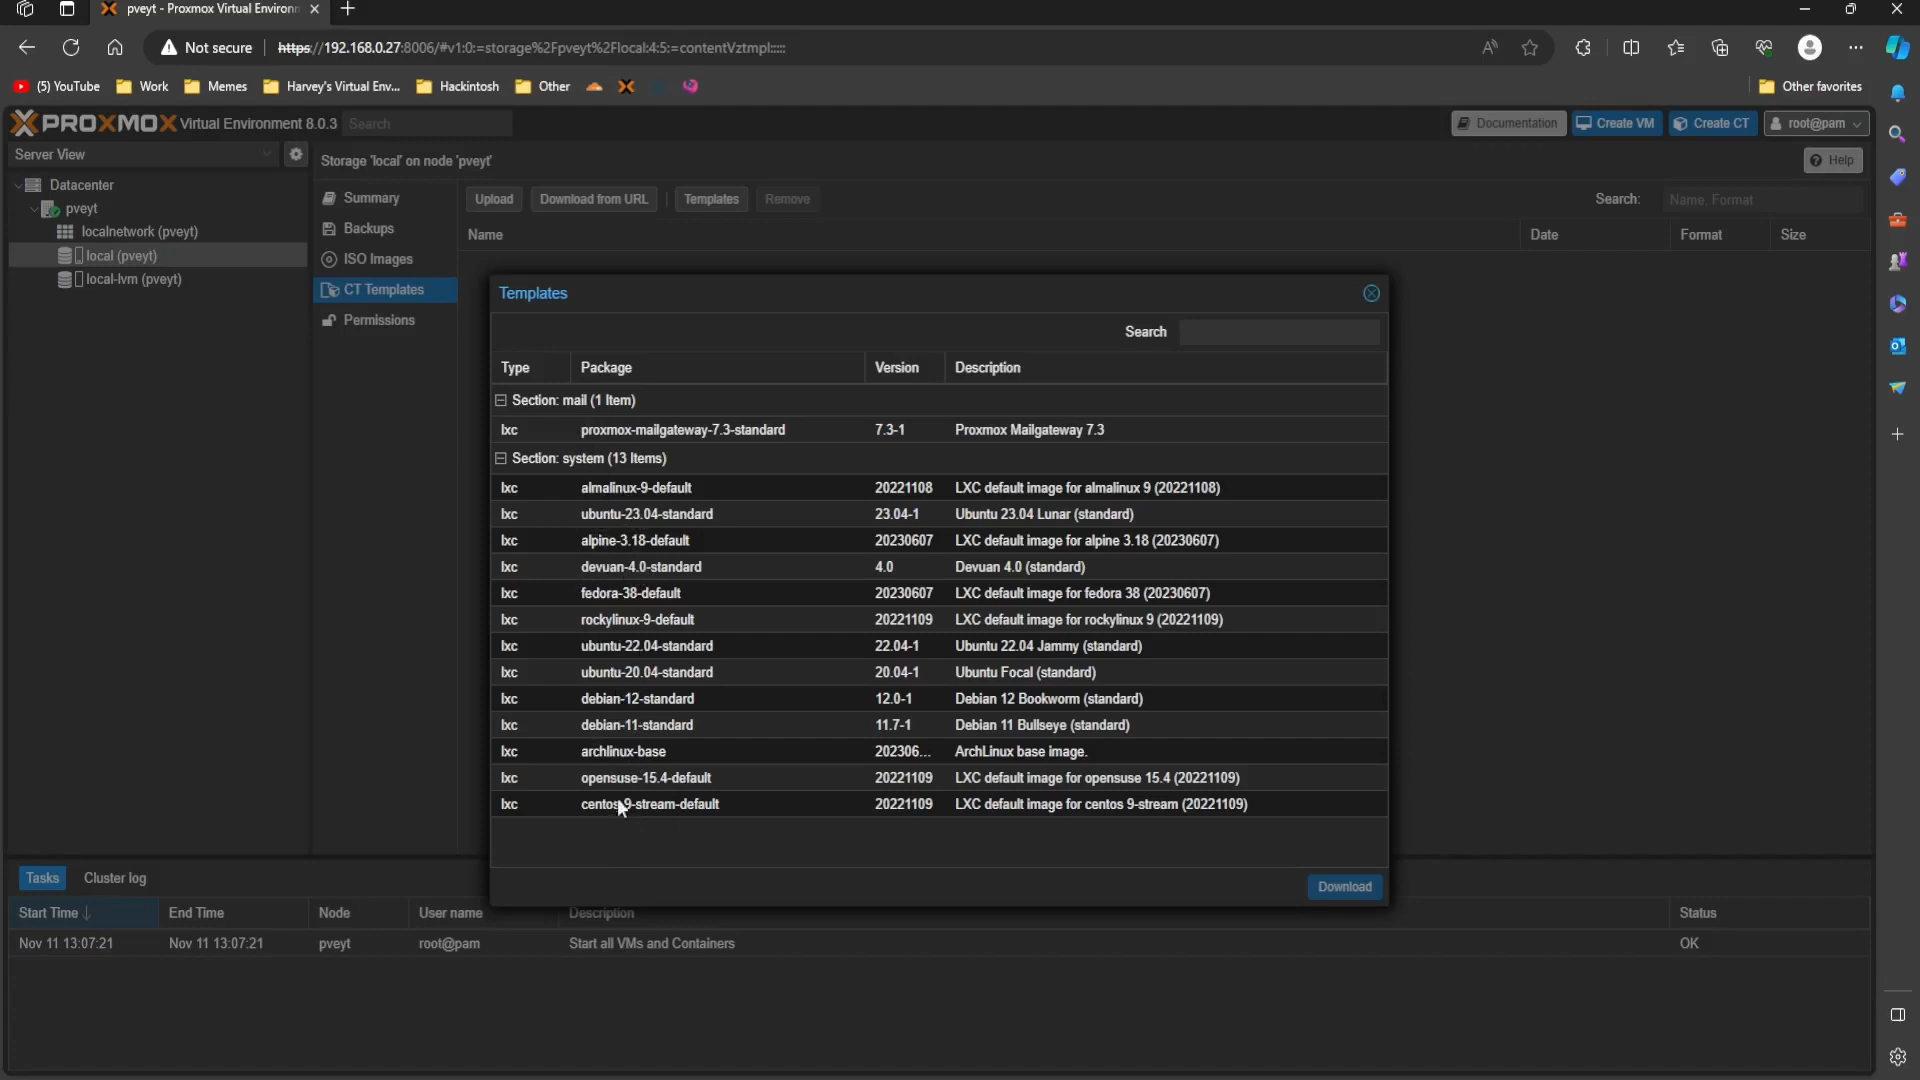 pveyt - Proxmox Virtual Environ
Not secure https://192.168.0.27:8006/#v1:0:=storage%2Fpveyt%2Flocal:4:5:=contentVztmpl:::::
(5) YouTube Work Memes Harvey's Virtual Env... Hackintosh Other Other favorites
PROXMOX Virtual Environment 8.0.3 Search Documentation Create VM Create CT root@pam
Server View Storage 'local' on node 'pveyt' Help
Datacenter
pveyt
localnetwork (pveyt)
local (pveyt)
local-lvm (pveyt)
Summary
Backups
ISO Images
CT Templates
Permissions
Upload Download from URL Templates Remove Search: Name, Format
Name Date Format Size
Templates
Search
Type Package Version Description
Section: mail (1 Item)
lxc proxmox-mailgateway-7.3-standard 7.3-1 Proxmox Mailgateway 7.3
Section: system (13 Items)
lxc almalinux-9-default 20221108 LXC default image for almalinux 9 (20221108)
lxc ubuntu-23.04-standard 23.04-1 Ubuntu 23.04 Lunar (standard)
lxc alpine-3.18-default 20230607 LXC default image for alpine 3.18 (20230607)
lxc devuan-4.0-standard 4.0 Devuan 4.0 (standard)
lxc fedora-38-default 20230607 LXC default image for fedora 38 (20230607)
lxc rockylinux-9-default 20221109 LXC default image for rockylinux 9 (20221109)
lxc ubuntu-22.04-standard 22.04-1 Ubuntu 22.04 Jammy (standard)
lxc ubuntu-20.04-standard 20.04-1 Ubuntu Focal (standard)
lxc debian-12-standard 12.0-1 Debian 12 Bookworm (standard)
lxc debian-11-standard 11.7-1 Debian 11 Bullseye (standard)
lxc archlinux-base 202306... ArchLinux base image.
lxc opensuse-15.4-default 20221109 LXC default image for opensuse 15.4 (20221109)
lxc centos-9-stream-default 20221109 LXC default image for centos 9-stream (20221109)
Download
Tasks Cluster log
Start Time End Time Node User name Description Status
Nov 11 13:07:21 Nov 11 13:07:21 pveyt root@pam Start all VMs and Containers OK